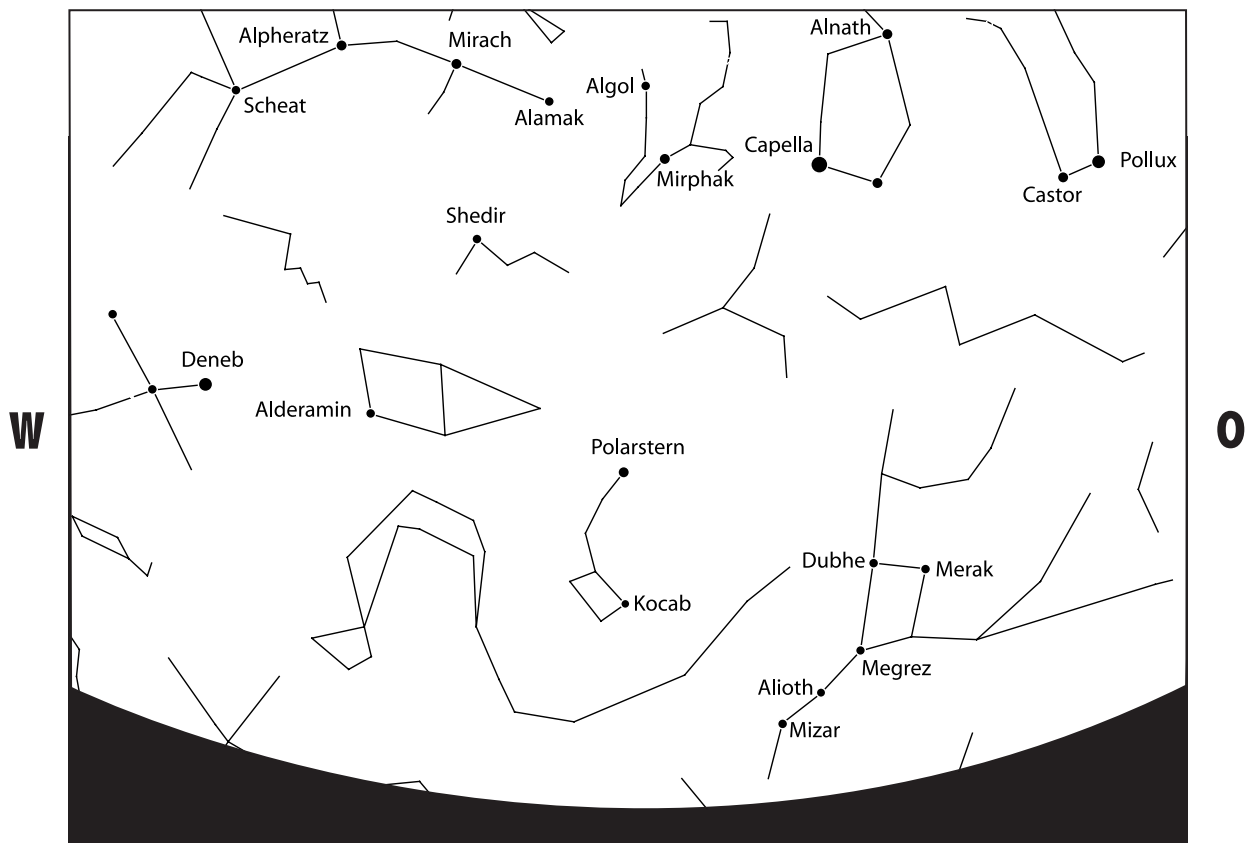 Alnath
Alpheratz
Mirach
Algol
Scheat
Alamak
Capella
Pollux
Mirphak
Castor
Shedir
Deneb
Alderamin
W
O
Polarstern
Dubhe
Merak
Kocab
Megrez
Alioth
Mizar